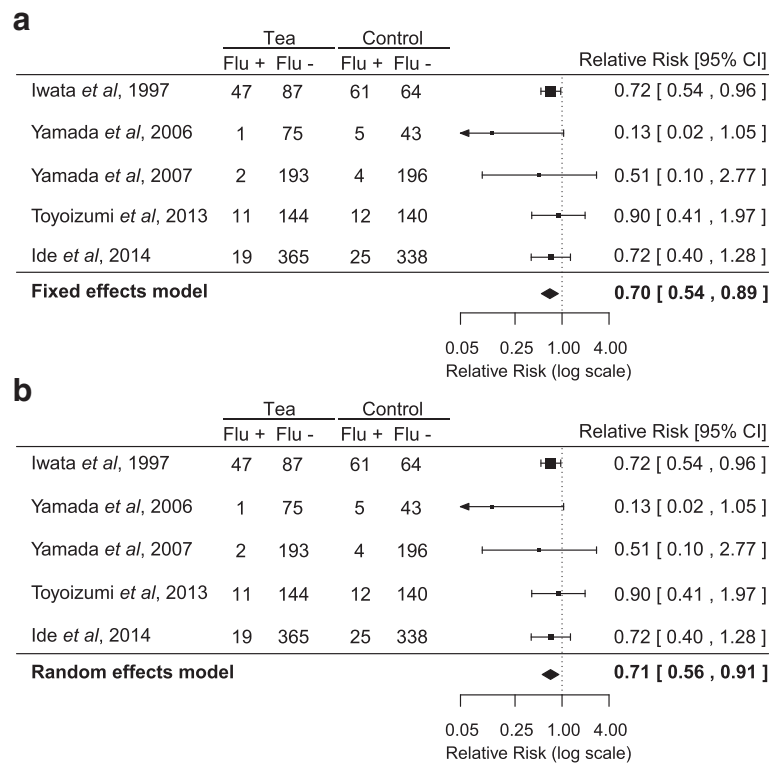 a
Tea Control
Flu + Flu - Flu + Flu - Relative Risk [95% CI]
Iwata et al, 1997 47 87 61 64 0.72 [ 0.54 , 0.96 ]
Yamada et al, 2006 1 75 5 43 0.13 [ 0.02 , 1.05 ]
Yamada et al, 2007 2 193 4 196 0.51 [ 0.10 , 2.77 ]
Toyoizumi et al, 2013 11 144 12 140 0.90 [ 0.41 , 1.97 ]
Ide et al, 2014 19 365 25 338 0.72 [ 0.40 , 1.28 ]
Fixed effects model 0.70 [ 0.54 , 0.89 ]
0.05 0.25 1.00 4.00
Relative Risk (log scale)
b
Tea Control
Flu + Flu - Flu + Flu - Relative Risk [95% CI]
Iwata et al, 1997 47 87 61 64 0.72 [ 0.54 , 0.96 ]
Yamada et al, 2006 1 75 5 43 0.13 [ 0.02 , 1.05 ]
Yamada et al, 2007 2 193 4 196 0.51 [ 0.10 , 2.77 ]
Toyoizumi et al, 2013 11 144 12 140 0.90 [ 0.41 , 1.97 ]
Ide et al, 2014 19 365 25 338 0.72 [ 0.40 , 1.28 ]
Random effects model 0.71 [ 0.56 , 0.91 ]
0.05 0.25 1.00 4.00
Relative Risk (log scale)